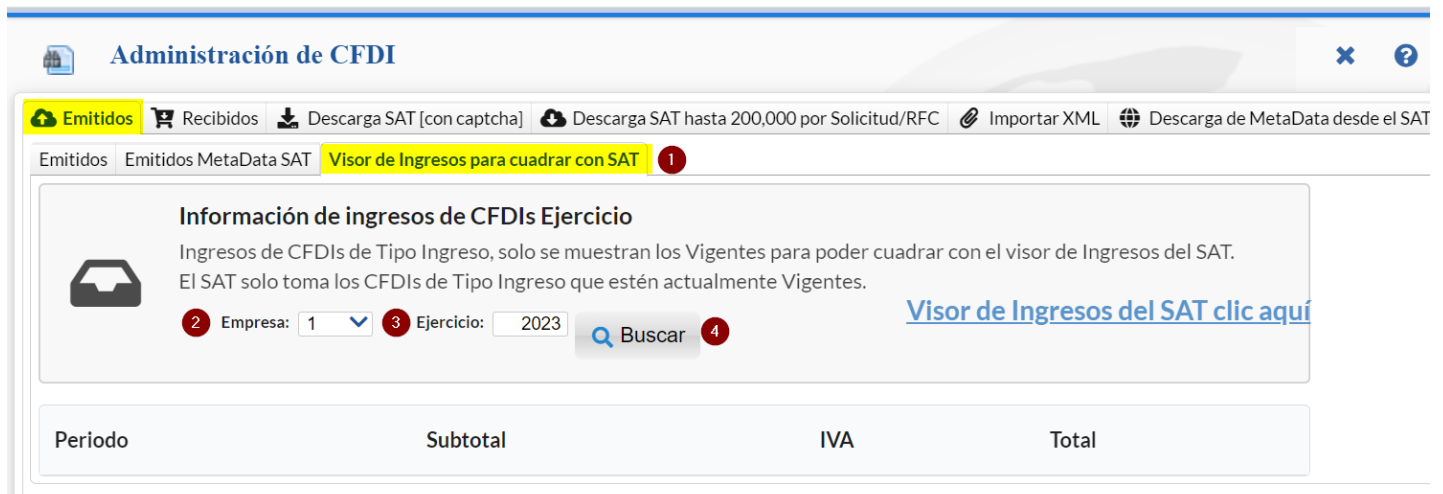 Administración de CFDI
Emitidos Recibidos Descarga SAT [con captcha] Descarga SAT hasta 200,000 por Solicitud/RFC Importar XML Descarga de MetaData desde el SAT
Emitidos Emitidos MetaData SAT Visor de Ingresos para cuadrar con SAT 1
Información de ingresos de CFDIs Ejercicio
Ingresos de CFDIs de Tipo Ingreso, solo se muestran los Vigentes para poder cuadrar con el visor de Ingresos del SAT.
El SAT solo toma los CFDIs de Tipo Ingreso que estén actualmente Vigentes.
Visor de Ingresos del SAT clic aquí
2 Empresa: 1 3 Ejercicio: 2023 Buscar 4
Periodo Subtotal IVA Total